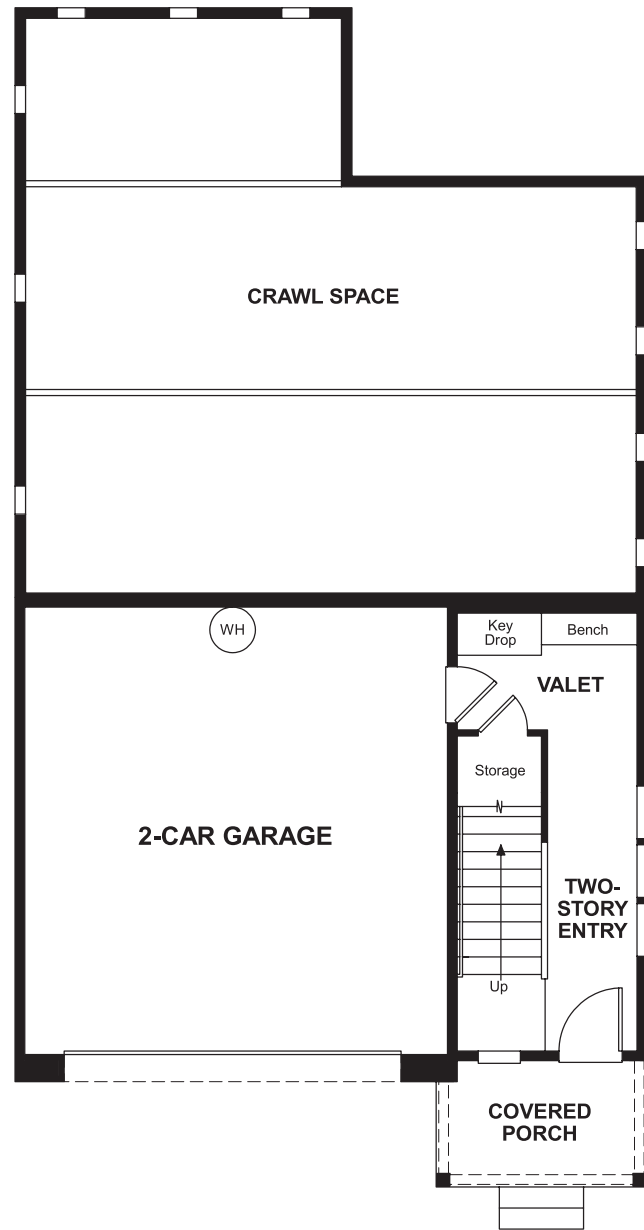 CRAWL SPACE
WH
Key
Drop
Bench
VALET
Storage
2-CAR GARAGE
TWO-
STORY
ENTRY
Up
COVERED
PORCH